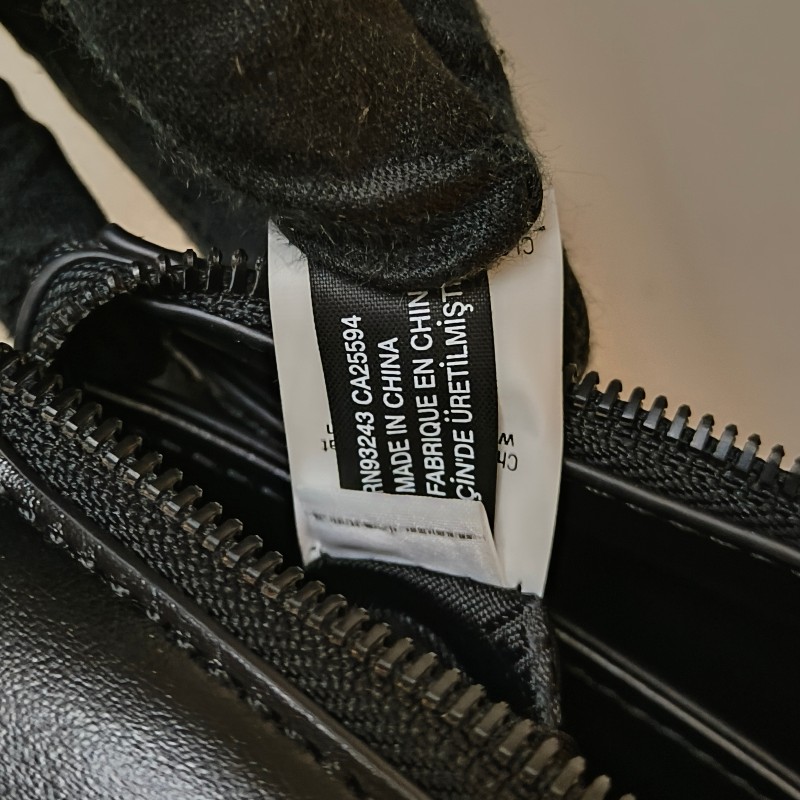 RN93243 CA25594
MADE IN CHINA
FABRIQUE EN CHIN
ÇİN'DE ÜRETİLMİŞT